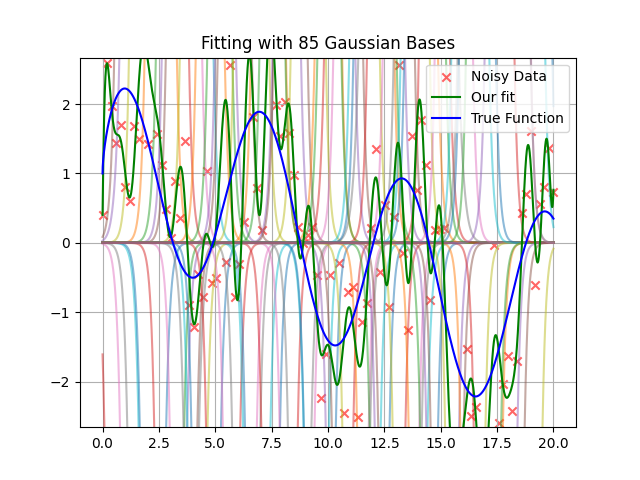 Fitting with 85 Gaussian Bases
Noisy Data
Our fit
True Function
2
1
0
−1
−2
0.0 2.5 5.0 7.5 10.0 12.5 15.0 17.5 20.0